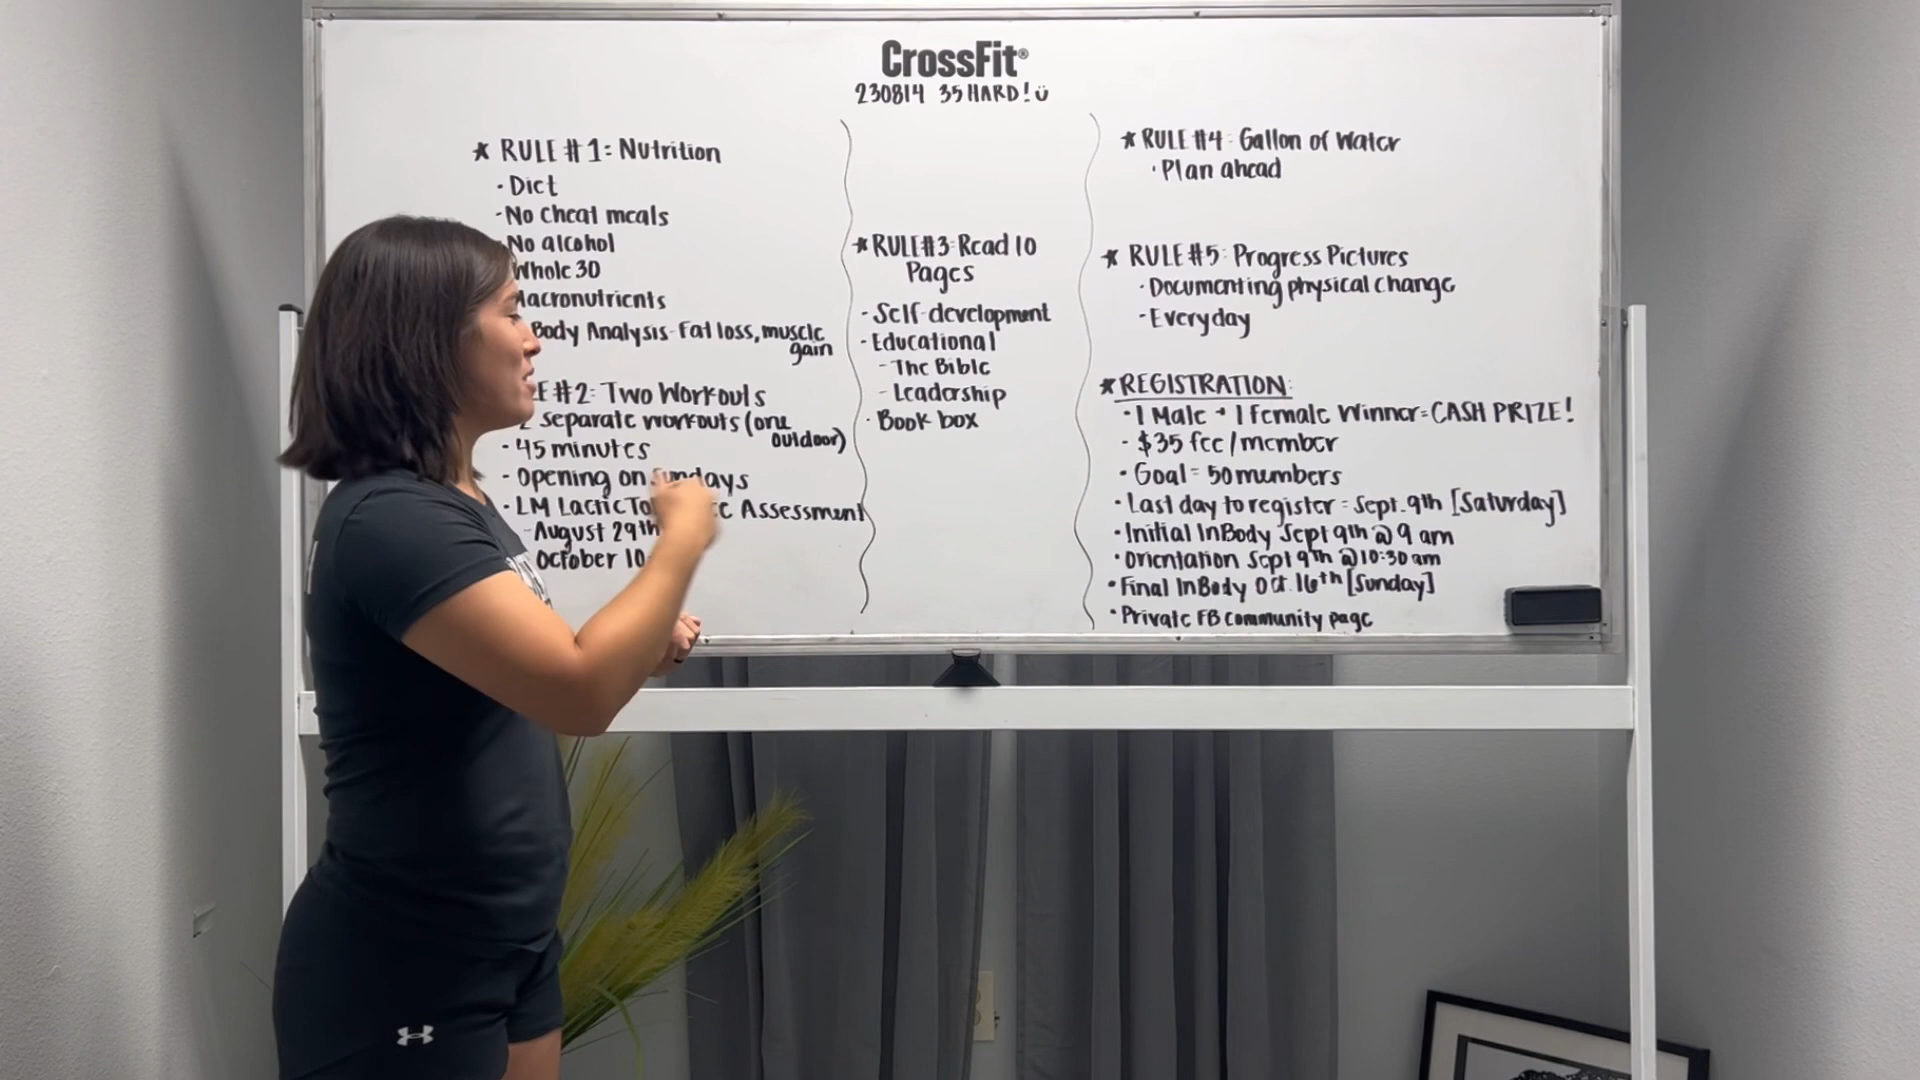 CrossFit®
230814 35 HARD!
★ RULE #1: Nutrition
· Diet
- No cheat meals
No alcohol
Whole 30
Macronutrients
Body Analysis - Fat loss, muscle
gain
#2: Two Workouts
2 separate workouts (one
outdoor)
- 45 minutes
- Opening on Sundays
- LM Lactic Assessment
- August 29th
October 10
★ RULE #3: Read 10
Pages
- Self-development
- Educational
- The Bible
- Leadership
· Book box
★ RULE #4: Gallon of Water
· Plan ahead
★ RULE #5: Progress Pictures
· Documenting physical change
- Everyday
★ REGISTRATION:
· 1 Male + 1 Female Winner = CASH PRIZE!
- $35 fee/member
· Goal = 50 members
· Last day to register = Sept. 9th [Saturday]
· Initial InBody Sept 9th @ 9 am
· Orientation Sept 9th @ 10:30 am
· Final InBody Oct. 16th [Sunday]
· Private FB community page